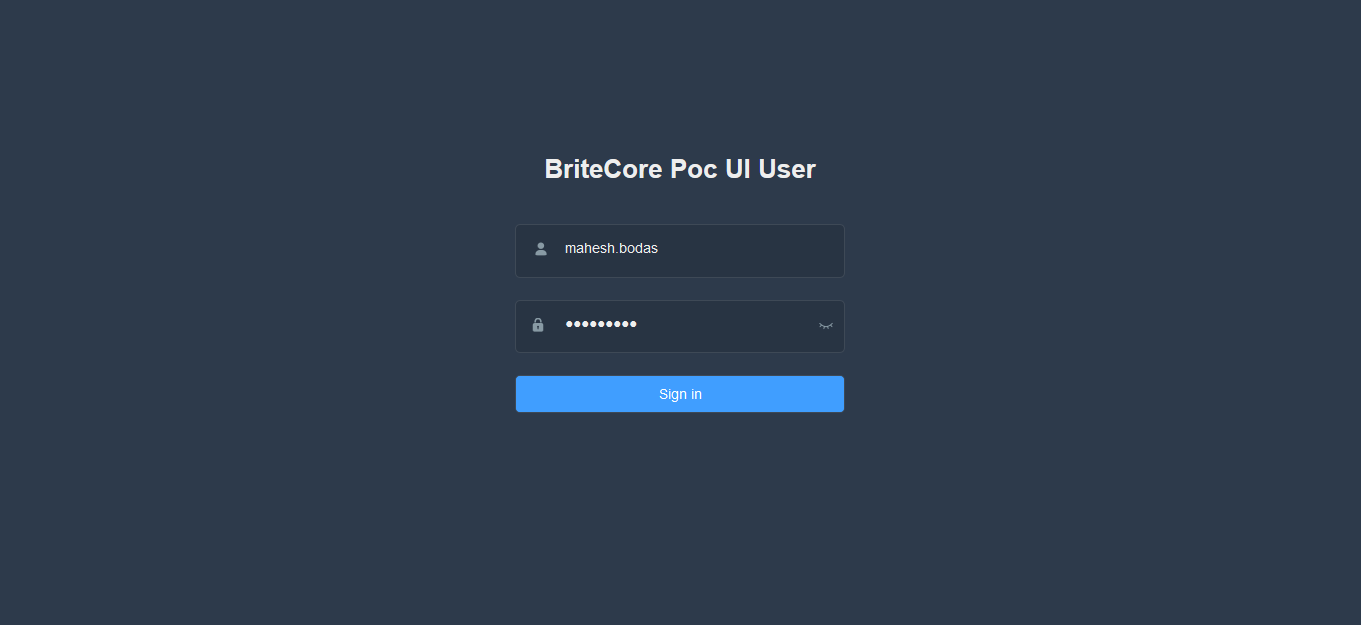 BriteCore Poc UI User
mahesh.bodas
●●●●●●●●●
Sign in